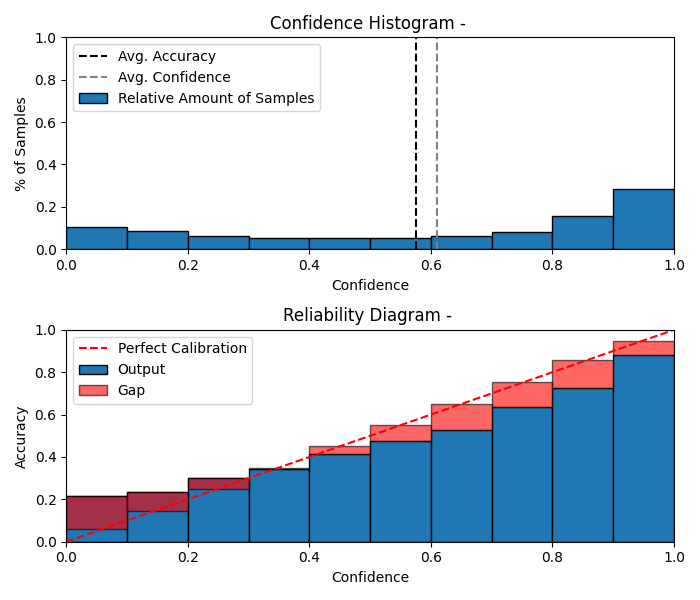 Confidence Histogram -
1.0
0.8
0.6
0.4
0.2
0.0
% of Samples
Avg. Accuracy
Avg. Confidence
Relative Amount of Samples
0.0 0.2 0.4 0.6 0.8 1.0
Confidence
Reliability Diagram -
1.0
0.8
0.6
0.4
0.2
0.0
Accuracy
Perfect Calibration
Output
Gap
0.0 0.2 0.4 0.6 0.8 1.0
Confidence